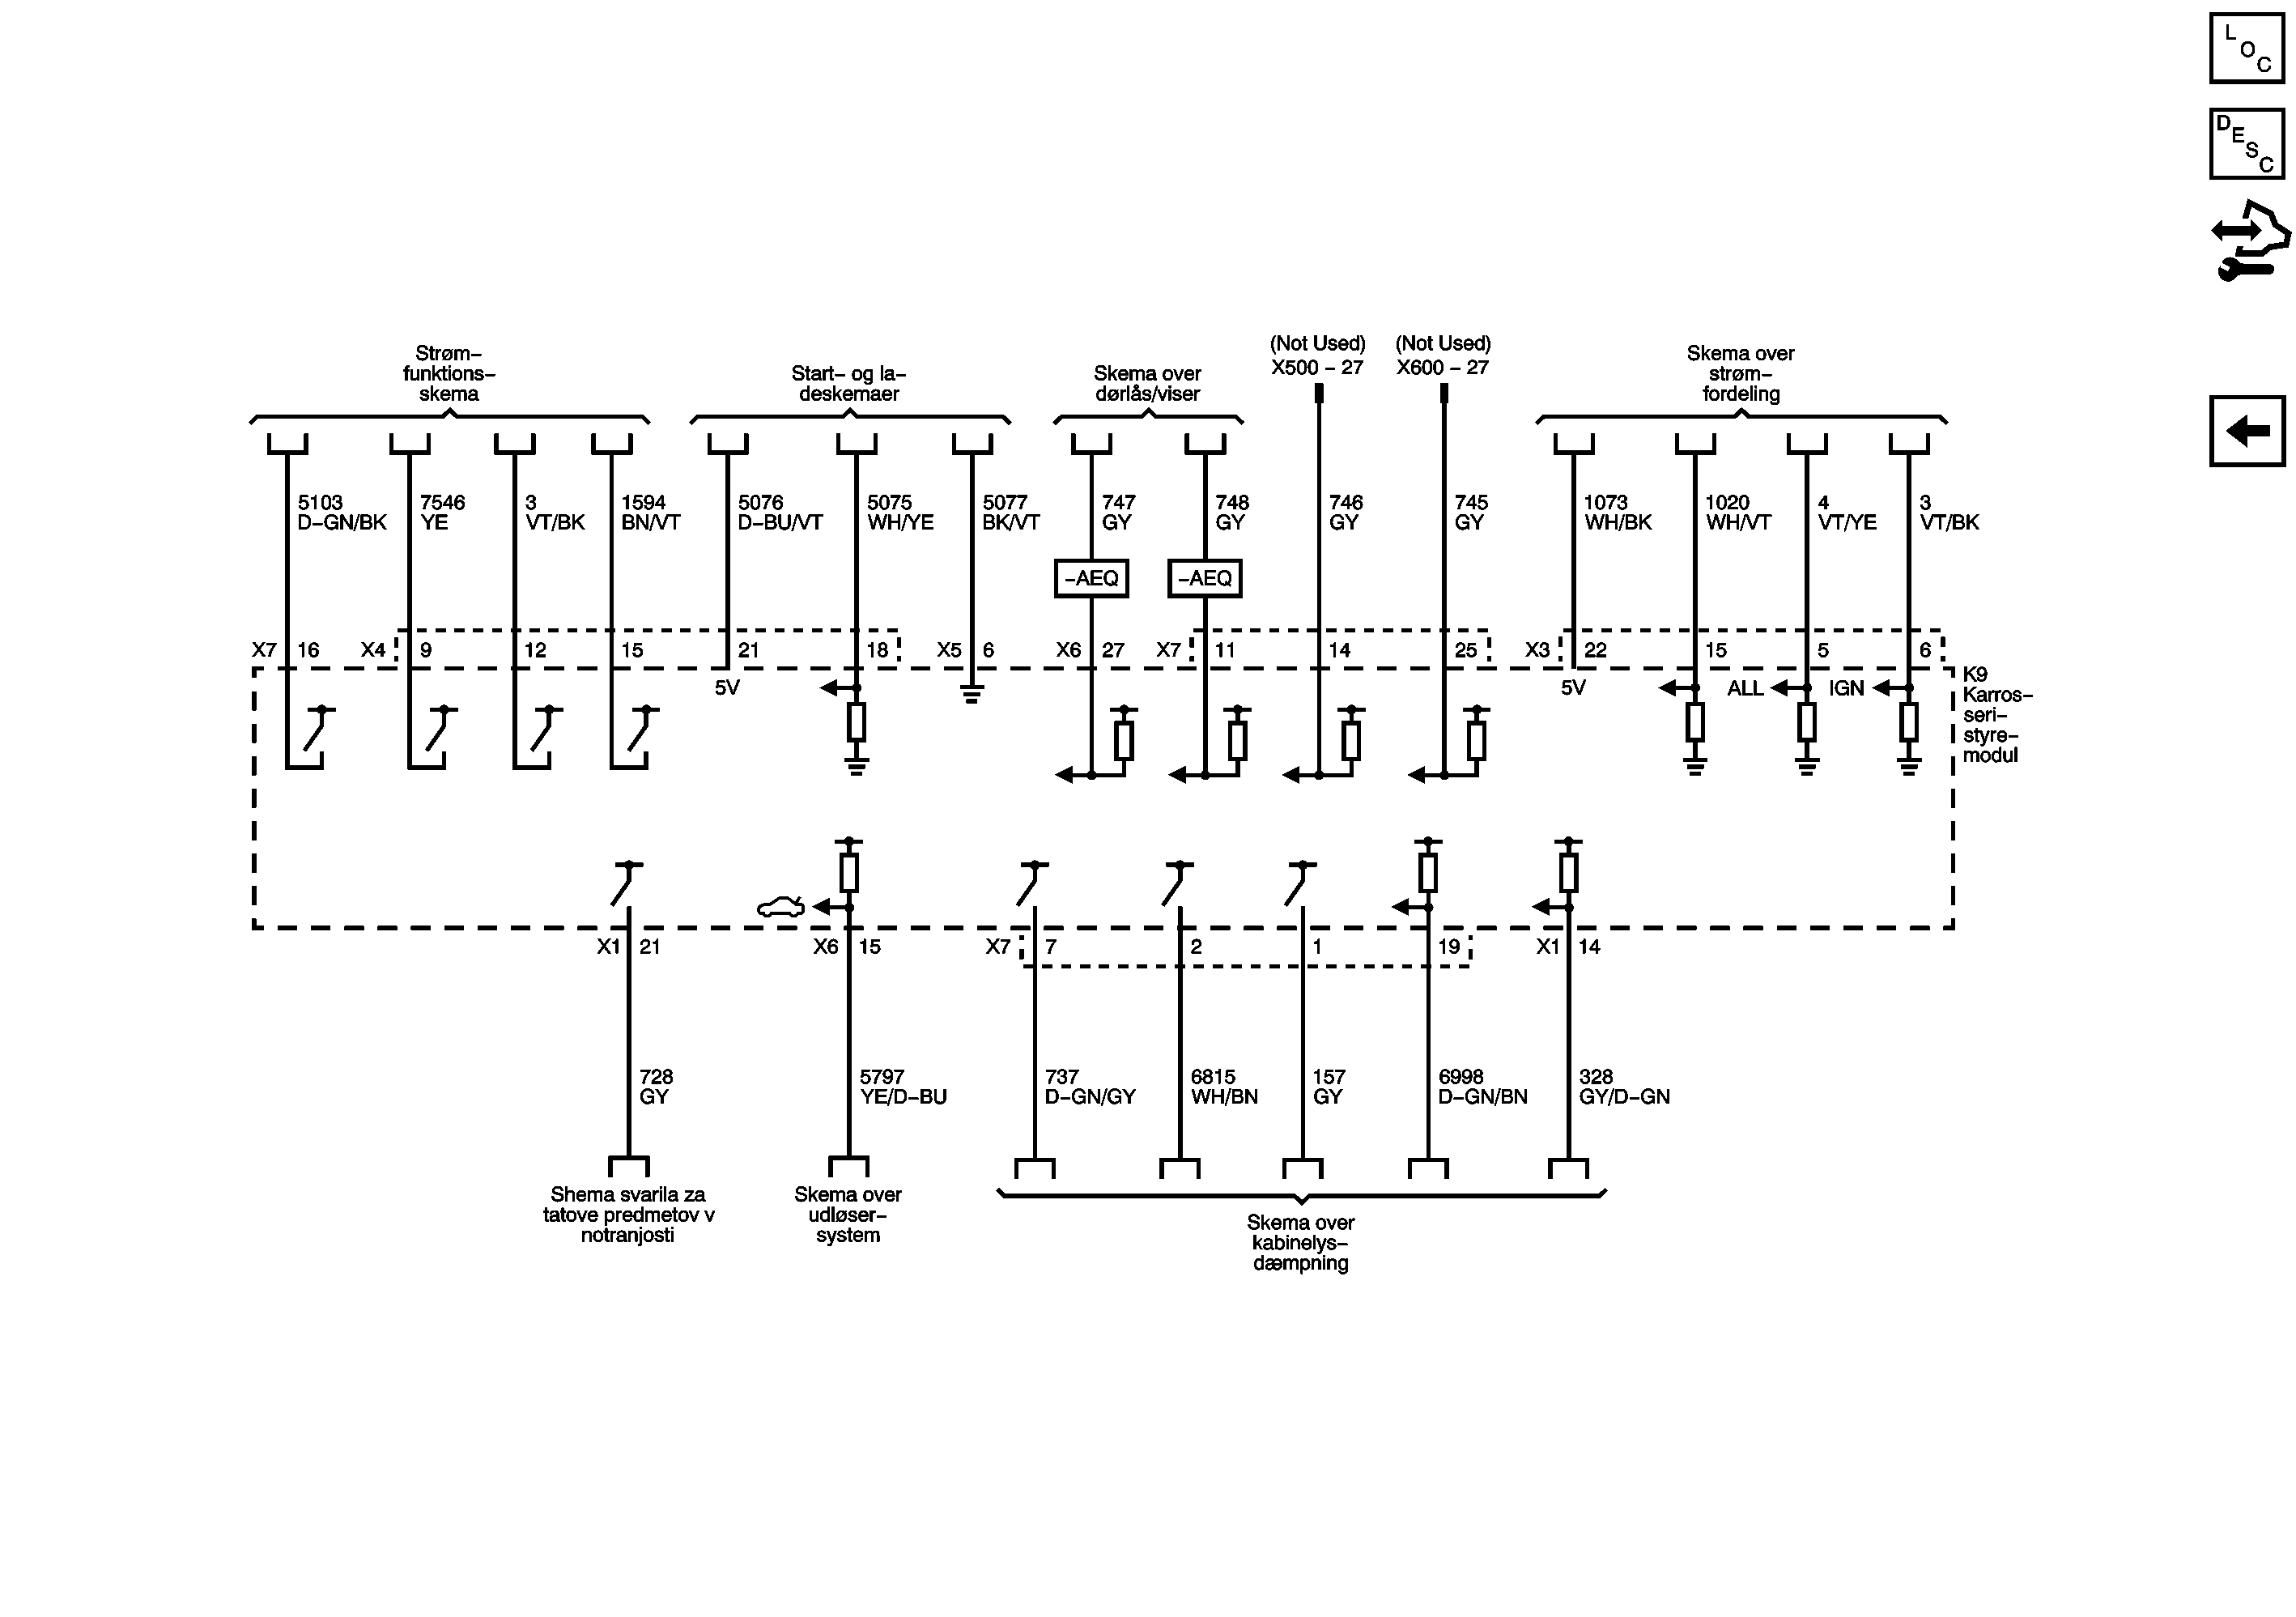 L
O
C
D
E
S
C
Strøm–
funktions–
skema
Start– og la–
deskemaer
Skema over
dørlås/viser
(Not Used)
X500 – 27
(Not Used)
X600 – 27
Skema over
strøm–
fordeling
5103
D–GN/BK
7546
YE
3
VT/BK
1594
BN/VT
5076
D–BU/VT
5075
WH/YE
5077
BK/VT
747
GY
748
GY
746
GY
745
GY
1073
WH/BK
1020
WH/VT
4
VT/YE
3
VT/BK
–AEQ
–AEQ
X7 16 X4 9 12 15 21 18 X5 6 X6 27 X7 11 14 25 X3 22 15 5 6
5V
5V
ALL
IGN
K9
Karros–
seri–
styre–
modul
X1 21 X6 15 X7 7 2 1 19 X1 14
728
GY
5797
YE/D–BU
737
D–GN/GY
6815
WH/BN
157
GY
6998
D–GN/BN
328
GY/D–GN
Shema svarila za
tatove predmetov v
notranjosti
Skema over
udløser–
system
Skema over
kabinelys–
dæmpning